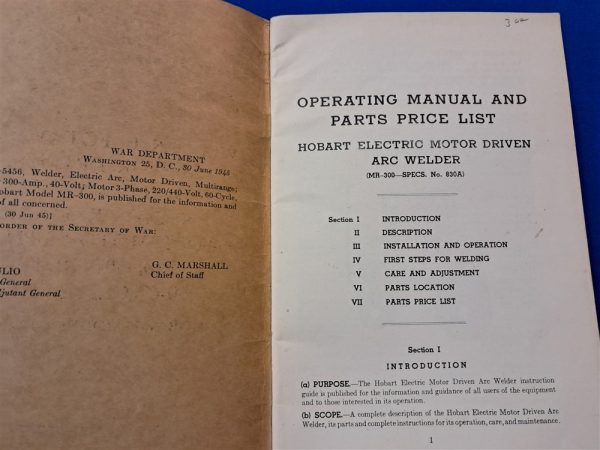 WAR DEPARTMENT
Washington 25, D. C., 30 June 1945
-5456, Welder, Electric Arc, Motor Driven, Multirange;
300-Amp., 40-Volt; Motor 3-Phase, 220/440-Volt, 60-Cycle,
obart Model MR-300, is published for the information and
of all concerned.
(30 Jun 45)]
ORDER OF THE SECRETARY OF WAR:
G. C. MARSHALL
Chief of Staff
ULIO
General
djutant General
OPERATING MANUAL AND
PARTS PRICE LIST
HOBART ELECTRIC MOTOR DRIVEN
ARC WELDER
(MR-300—SPECS. No. 830A)
Section I INTRODUCTION
II DESCRIPTION
III INSTALLATION AND OPERATION
IV FIRST STEPS FOR WELDING
V CARE AND ADJUSTMENT
VI PARTS LOCATION
VII PARTS PRICE LIST
Section I
INTRODUCTION
(a) PURPOSE.—The Hobart Electric Motor Driven Arc Welder instruction
guide is published for the information and guidance of all users of the equipment
and to those interested in its operation.
(b) SCOPE.—A complete description of the Hobart Electric Motor Driven Arc
Welder, its parts and complete instructions for its operation, care, and maintenance.
1